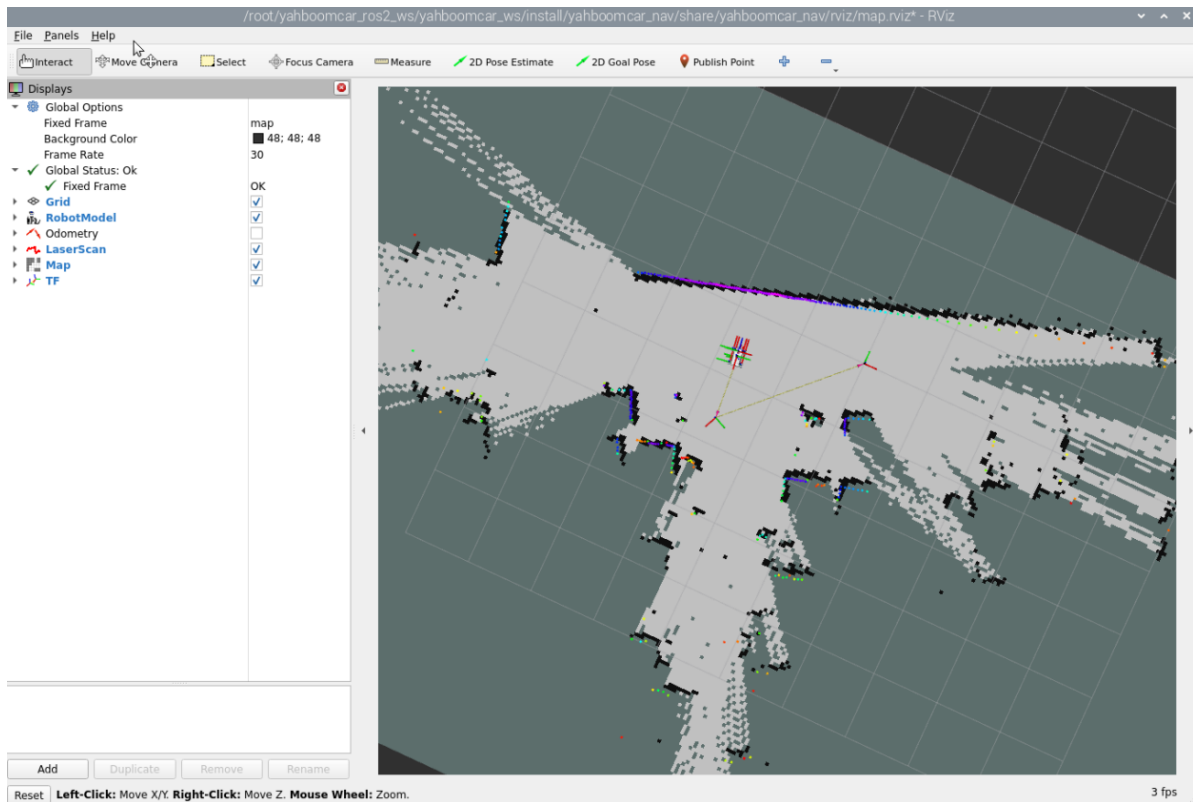 /root/yahboomcar_ros2_ws/yahboomcar_ws/install/yahboomcar_nav/share/yahboomcar_nav/rviz/map.rviz* - RViz
File Panels Help
Interact Move Camera Select Focus Camera Measure 2D Pose Estimate 2D Goal Pose Publish Point
Displays
Global Options
Fixed Frame map
Background Color 48; 48; 48
Frame Rate 30
Global Status: Ok
Fixed Frame OK
Grid
RobotModel
Odometry
LaserScan
Map
TF
Add Duplicate Remove Rename
Reset Left-Click: Move X/Y. Right-Click: Move Z. Mouse Wheel: Zoom. 3 fps